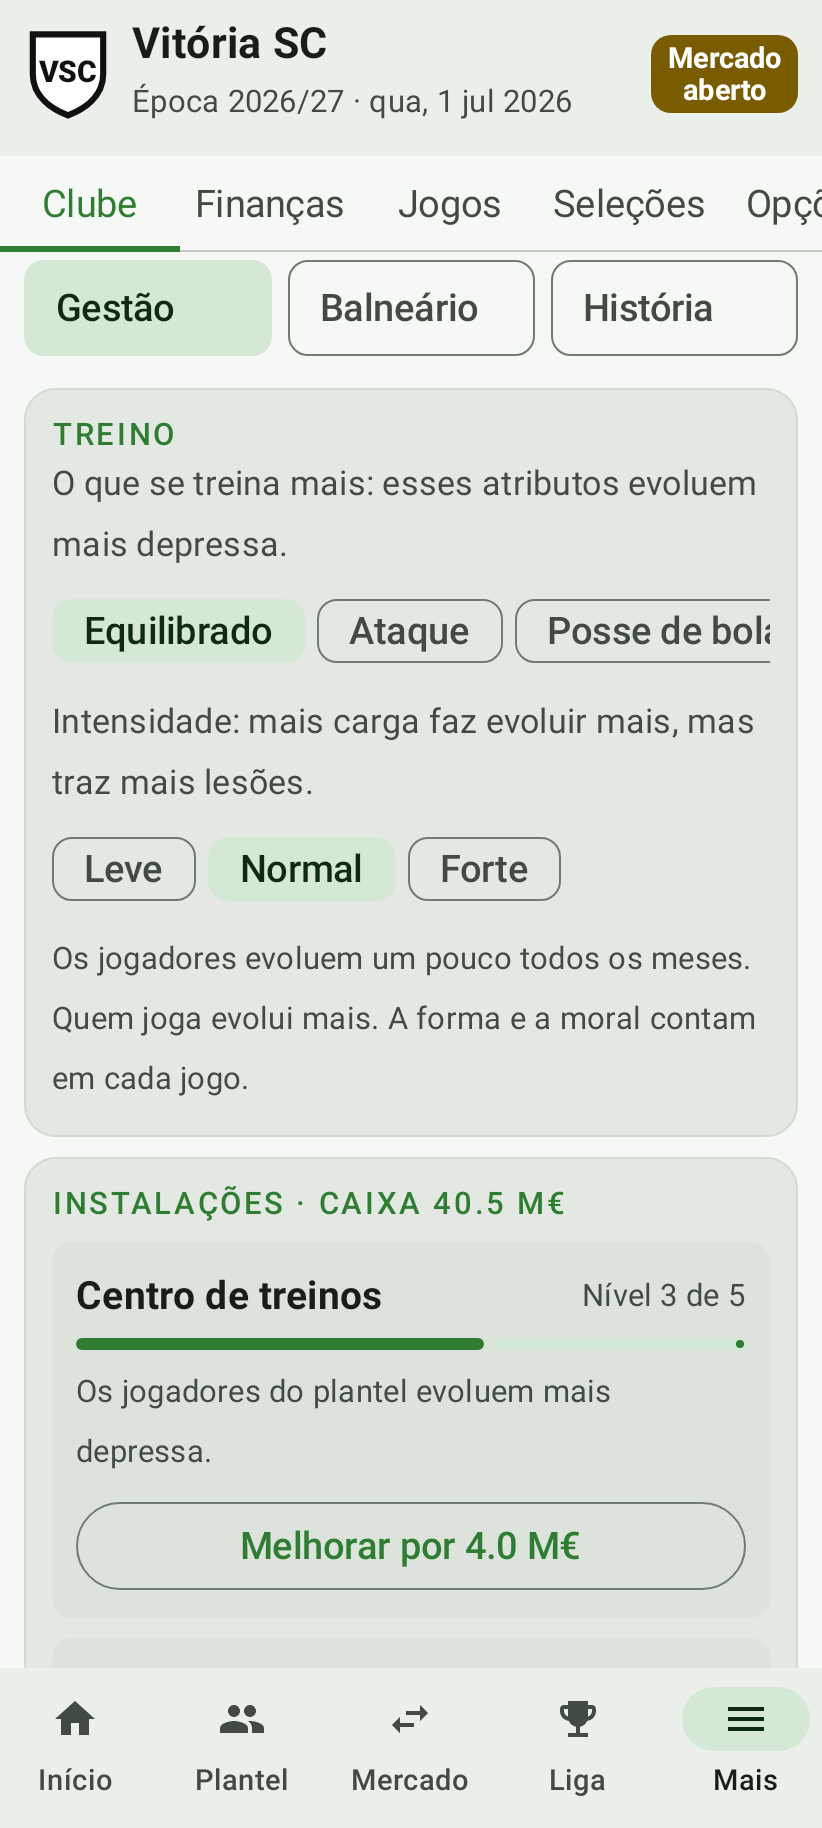 VSC
Vitória SC
Época 2026/27 · qua, 1 jul 2026
Mercado
aberto
Clube
Finanças
Jogos
Seleções
Opçõ
Gestão
Balneário
História
TREINO
O que se treina mais: esses atributos evoluem
mais depressa.
Equilibrado
Ataque
Posse de bola
Intensidade: mais carga faz evoluir mais, mas
traz mais lesões.
Leve
Normal
Forte
Os jogadores evoluem um pouco todos os meses.
Quem joga evolui mais. A forma e a moral contam
em cada jogo.
INSTALAÇÕES · CAIXA 40.5 M€
Centro de treinos
Nível 3 de 5
Os jogadores do plantel evoluem mais
depressa.
Melhorar por 4.0 M€
Início
Plantel
Mercado
Liga
Mais